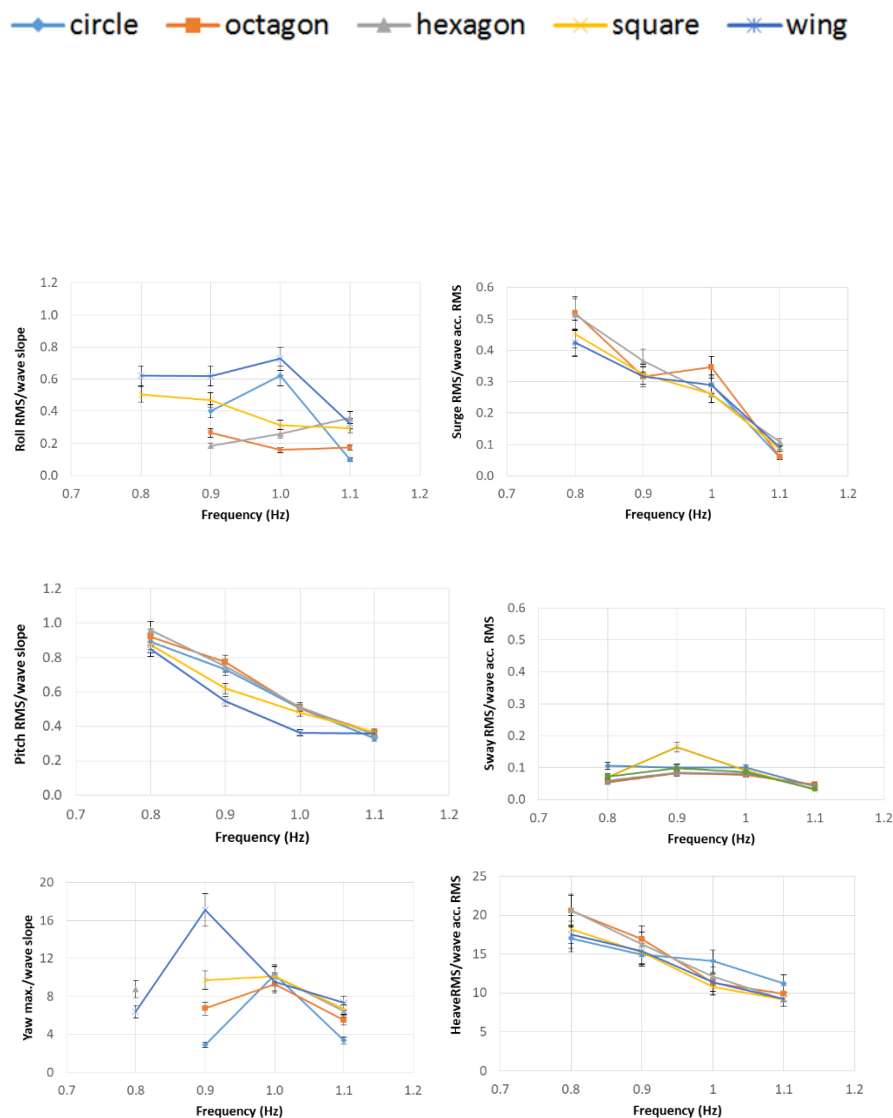 circle octagon hexagon square wing
Roll RMS/wave slope
1.2
1.0
0.8
0.6
0.4
0.2
0.0
0.7 0.8 0.9 1.0 1.1 1.2
Frequency (Hz)
Surge RMS/wave acc. RMS
0.6
0.5
0.4
0.3
0.2
0.1
0.0
0.7 0.8 0.9 1 1.1 1.2
Frequency (Hz)
Pitch RMS/wave slope
1.2
1.0
0.8
0.6
0.4
0.2
0.0
0.7 0.8 0.9 1.0 1.1 1.2
Frequency (Hz)
Sway RMS/wave acc. RMS
0.6
0.5
0.4
0.3
0.2
0.1
0.0
0.7 0.8 0.9 1 1.1 1.2
Frequency (Hz)
Yaw max./wave slope
20
16
12
8
4
0
0.7 0.8 0.9 1.0 1.1 1.2
Frequency (Hz)
HeaveRMS/wave acc. RMS
25
20
15
10
5
0
0.7 0.8 0.9 1.0 1.1 1.2
Frequency (Hz)